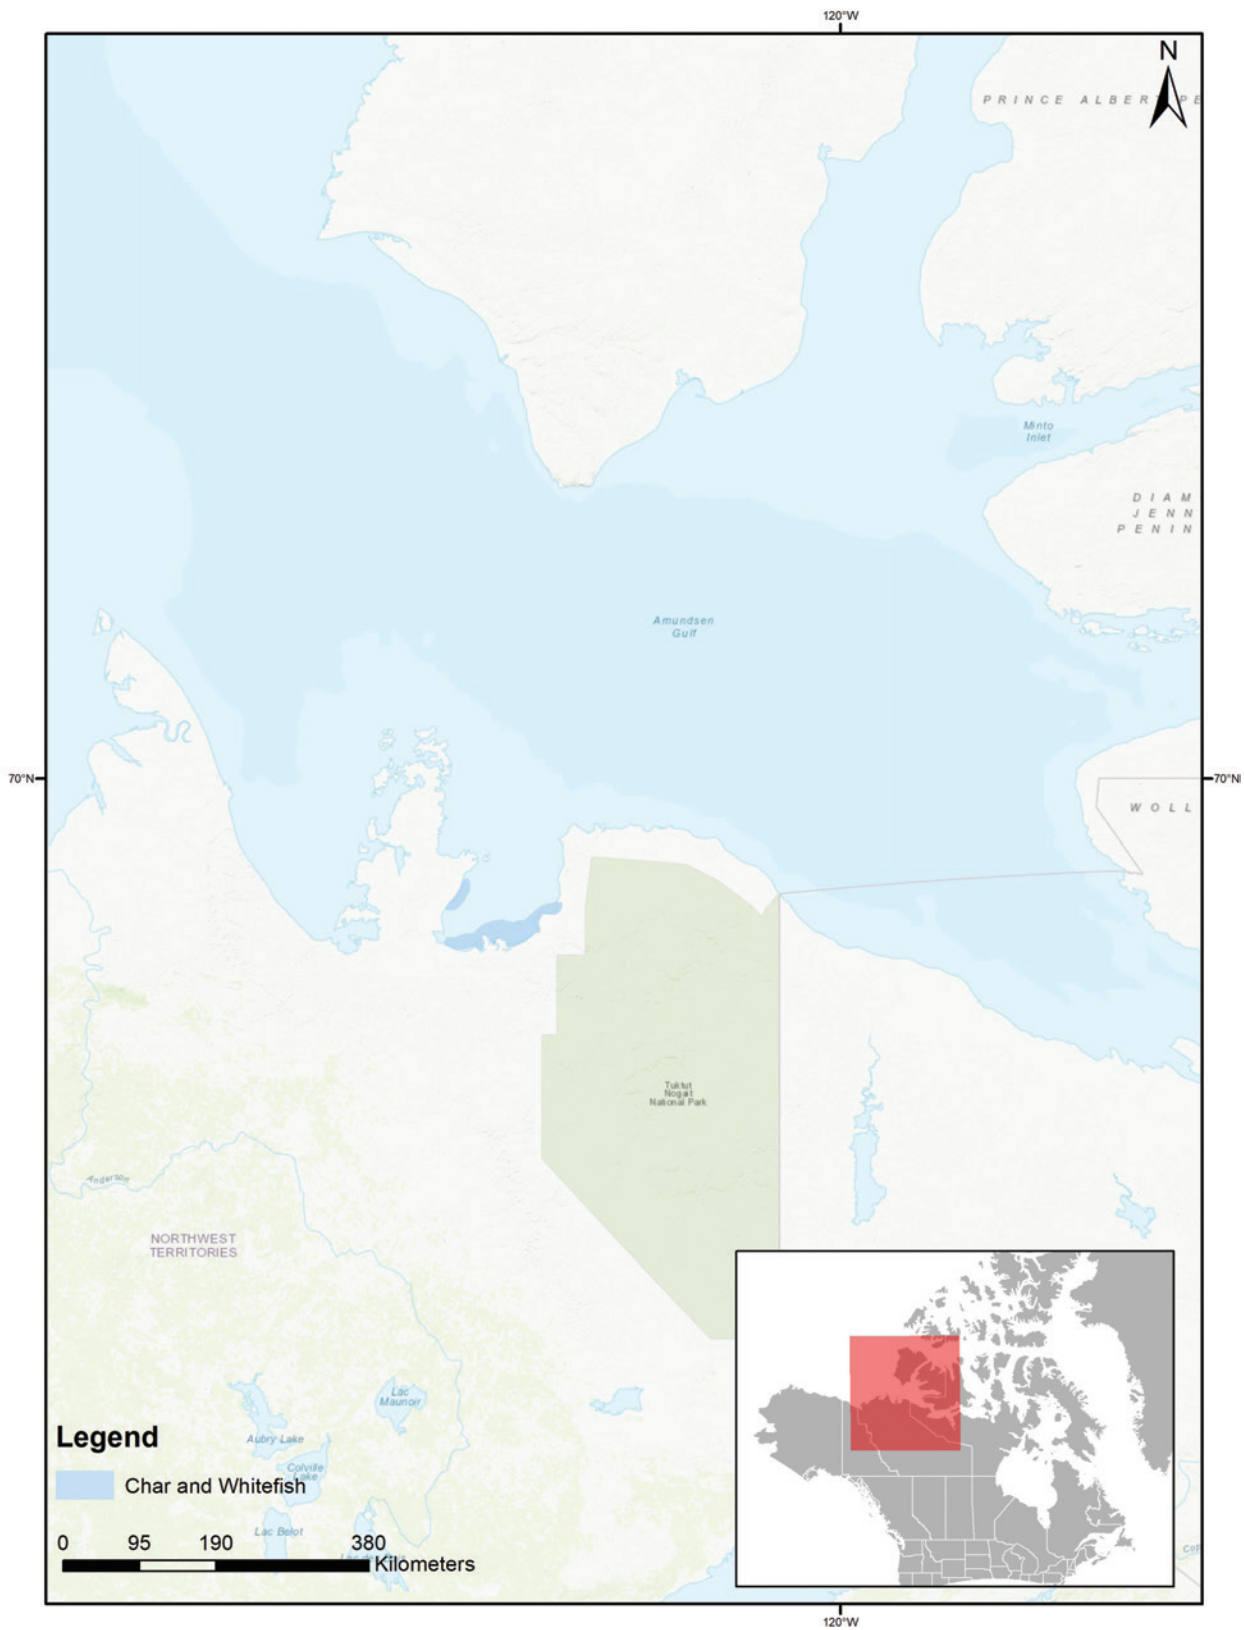 120°W
N
PRINCE ALBERT PE
Minto
Inlet
DIAM
JENN
PENIN
Amundsen
Gulf
70°N
70°N
WOLL
Tuktut
Nogait
National Park
Anderson
NORTHWEST
TERRITORIES
Lac
Maunoir
Legend
Aubry Lake
Colville
Lake
Char and Whitefish
Lac Belot
0 95 190 380
Kilometers
120°W